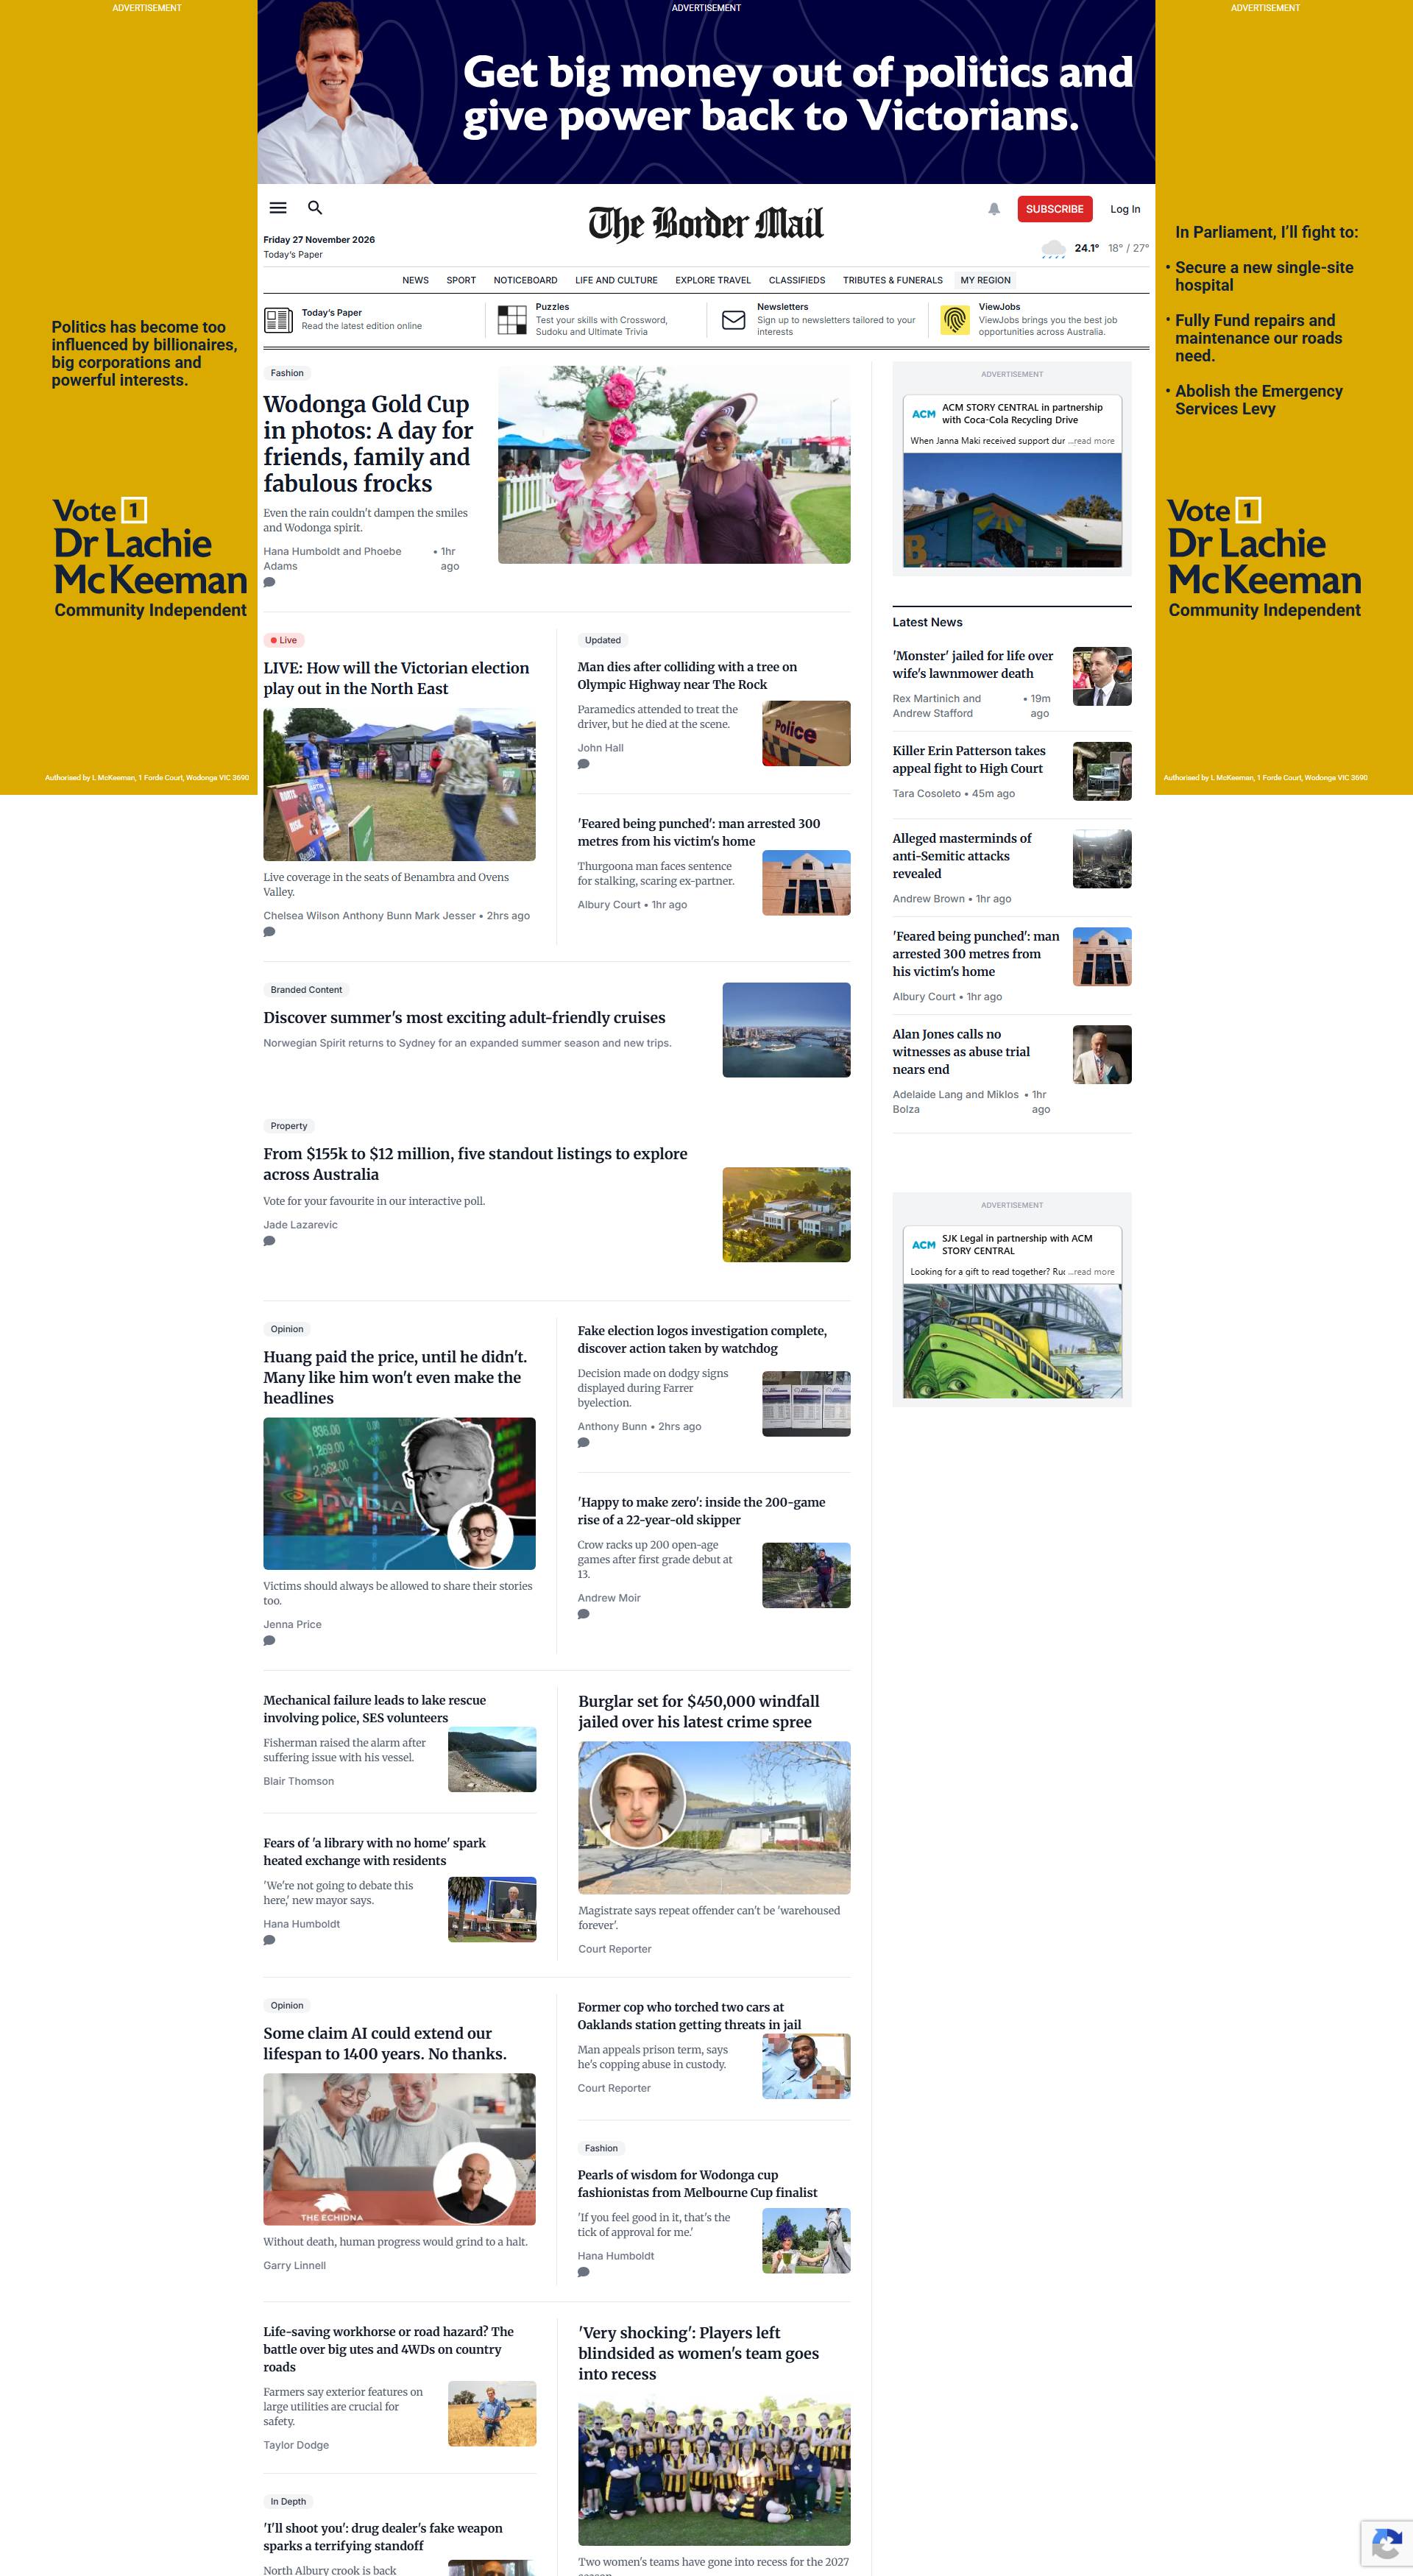 ADVERTISEMENT
ADVERTISEMENT
ADVERTISEMENT
Get big money out of politics and
give power back to Victorians.
Politics has become too
influenced by billionaires,
big corporations and
powerful interests.
Vote 1
Dr Lachie
McKeeman
Community Independent
Authorised by L McKeeman, 1 Forde Court, Wodonga VIC 3690
In Parliament, I'll fight to:
• Secure a new single-site
hospital
• Fully Fund repairs and
maintenance our roads
need.
• Abolish the Emergency
Services Levy
Vote 1
Dr Lachie
McKeeman
Community Independent
Authorised by L McKeeman, 1 Forde Court, Wodonga VIC 3690
The Border Mail
SUBSCRIBE
Log In
Friday 27 November 2026
Today's Paper
24.1° 18° / 27°
NEWS SPORT NOTICEBOARD LIFE AND CULTURE EXPLORE TRAVEL CLASSIFIEDS TRIBUTES & FUNERALS MY REGION
Today's Paper
Read the latest edition online
Puzzles
Test your skills with Crossword,
Sudoku and Ultimate Trivia
Newsletters
Sign up to newsletters tailored to your
interests
ViewJobs
ViewJobs brings you the best job
opportunities across Australia.
Fashion
Wodonga Gold Cup
in photos: A day for
friends, family and
fabulous frocks
Even the rain couldn't dampen the smiles
and Wodonga spirit.
Hana Humboldt and Phoebe
Adams
• 1hr
ago
Live
LIVE: How will the Victorian election
play out in the North East
Live coverage in the seats of Benambra and Ovens
Valley.
Chelsea Wilson Anthony Bunn Mark Jesser • 2hrs ago
Updated
Man dies after colliding with a tree on
Olympic Highway near The Rock
Paramedics attended to treat the
driver, but he died at the scene.
John Hall
Police
'Feared being punched': man arrested 300
metres from his victim's home
Thurgoona man faces sentence
for stalking, scaring ex-partner.
Albury Court • 1hr ago
Branded Content
Discover summer's most exciting adult-friendly cruises
Norwegian Spirit returns to Sydney for an expanded summer season and new trips.
Property
From $155k to $12 million, five standout listings to explore
across Australia
Vote for your favourite in our interactive poll.
Jade Lazarevic
Opinion
Huang paid the price, until he didn't.
Many like him won't even make the
headlines
836.00
1,269.00
2,362.00
NVIDIA
Victims should always be allowed to share their stories
too.
Jenna Price
Fake election logos investigation complete,
discover action taken by watchdog
Decision made on dodgy signs
displayed during Farrer
byelection.
Anthony Bunn • 2hrs ago
'Happy to make zero': inside the 200-game
rise of a 22-year-old skipper
Crow racks up 200 open-age
games after first grade debut at
13.
Andrew Moir
Mechanical failure leads to lake rescue
involving police, SES volunteers
Fisherman raised the alarm after
suffering issue with his vessel.
Blair Thomson
Fears of 'a library with no home' spark
heated exchange with residents
'We're not going to debate this
here,' new mayor says.
Hana Humboldt
Burglar set for $450,000 windfall
jailed over his latest crime spree
Magistrate says repeat offender can't be 'warehoused
forever'.
Court Reporter
Opinion
Some claim AI could extend our
lifespan to 1400 years. No thanks.
THE ECHIDNA
Without death, human progress would grind to a halt.
Garry Linnell
Former cop who torched two cars at
Oaklands station getting threats in jail
Man appeals prison term, says
he's copping abuse in custody.
Court Reporter
Fashion
Pearls of wisdom for Wodonga cup
fashionistas from Melbourne Cup finalist
'If you feel good in it, that's the
tick of approval for me.'
Hana Humboldt
Life-saving workhorse or road hazard? The
battle over big utes and 4WDs on country
roads
Farmers say exterior features on
large utilities are crucial for
safety.
Taylor Dodge
In Depth
'I'll shoot you': drug dealer's fake weapon
sparks a terrifying standoff
North Albury crook is back
'Very shocking': Players left
blindsided as women's team goes
into recess
Two women's teams have gone into recess for the 2027
ADVERTISEMENT
ACM
ACM STORY CENTRAL in partnership
with Coca-Cola Recycling Drive
When Janna Maki received support dur ...read more
Latest News
'Monster' jailed for life over
wife's lawnmower death
Rex Martinich and
Andrew Stafford
• 19m
ago
Killer Erin Patterson takes
appeal fight to High Court
Tara Cosoleto • 45m ago
Alleged masterminds of
anti-Semitic attacks
revealed
Andrew Brown • 1hr ago
'Feared being punched': man
arrested 300 metres from
his victim's home
Albury Court • 1hr ago
Alan Jones calls no
witnesses as abuse trial
nears end
Adelaide Lang and Miklos
Bolza
• 1hr
ago
ADVERTISEMENT
ACM
SJK Legal in partnership with ACM
STORY CENTRAL
Looking for a gift to read together? Ruc ...read more